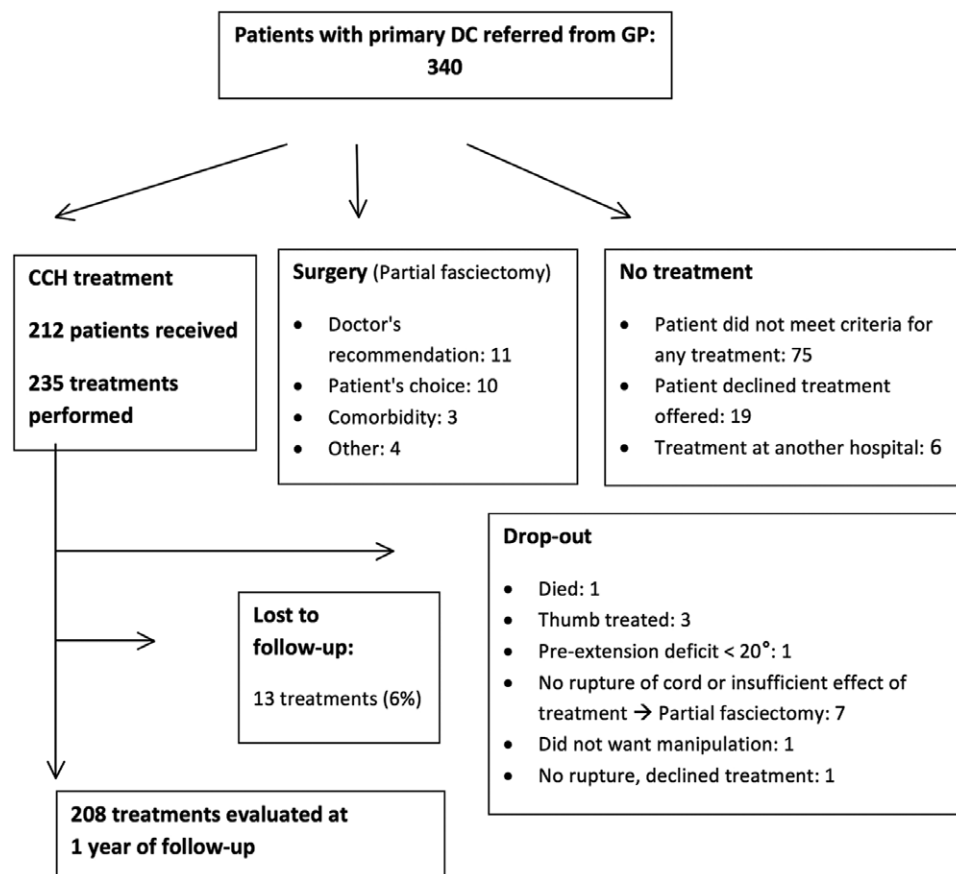 Patients with primary DC referred from GP:
340
CCH treatment
212 patients received
235 treatments
performed
Surgery (Partial fasciectomy)
• Doctor's
recommendation: 11
• Patient's choice: 10
• Comorbidity: 3
• Other: 4
No treatment
• Patient did not meet criteria for
any treatment: 75
• Patient declined treatment
offered: 19
• Treatment at another hospital: 6
Drop-out
• Died: 1
• Thumb treated: 3
• Pre-extension deficit < 20°: 1
• No rupture of cord or insufficient effect of
treatment → Partial fasciectomy: 7
• Did not want manipulation: 1
• No rupture, declined treatment: 1
Lost to
follow-up:
13 treatments (6%)
208 treatments evaluated at
1 year of follow-up